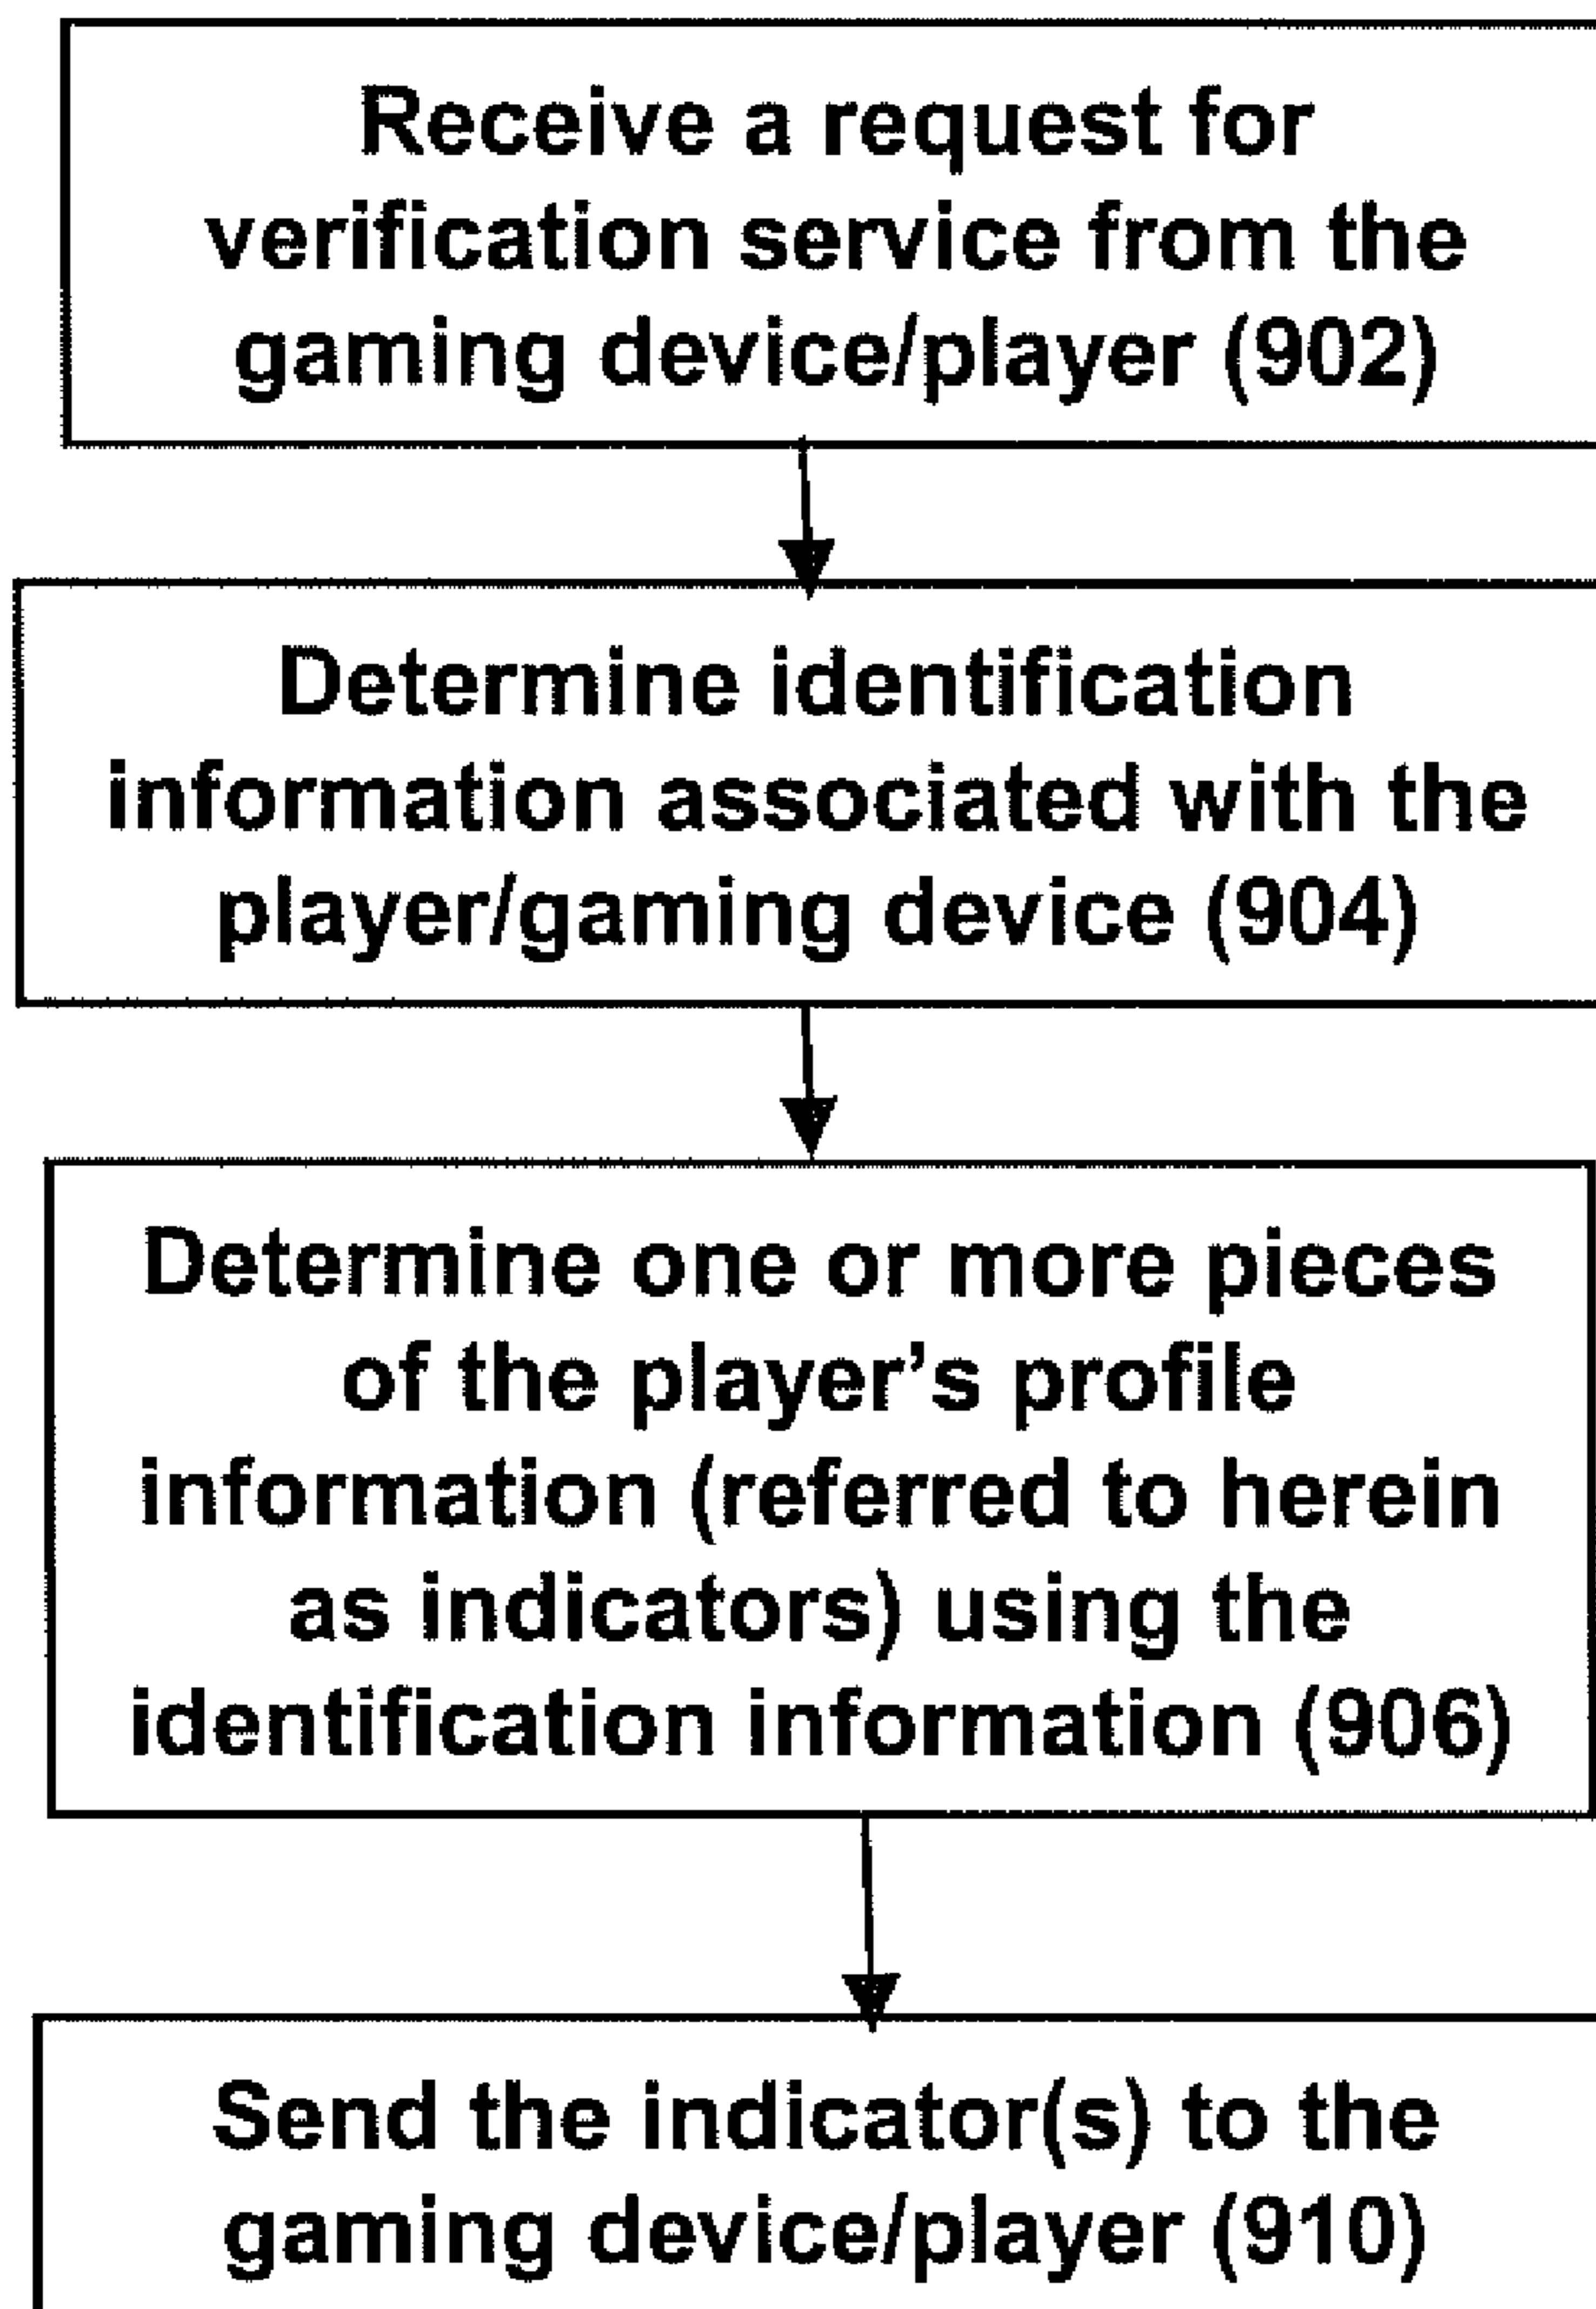 Receive a request for
verification service from the
gaming device/player (902)
Determine identification
information associated with the
player/gaming device (904)
Determine one or more pieces
of the player's profile
information (referred to herein
as indicators) using the
identification information (906)
Send the indicator(s) to the
gaming device/player (910)